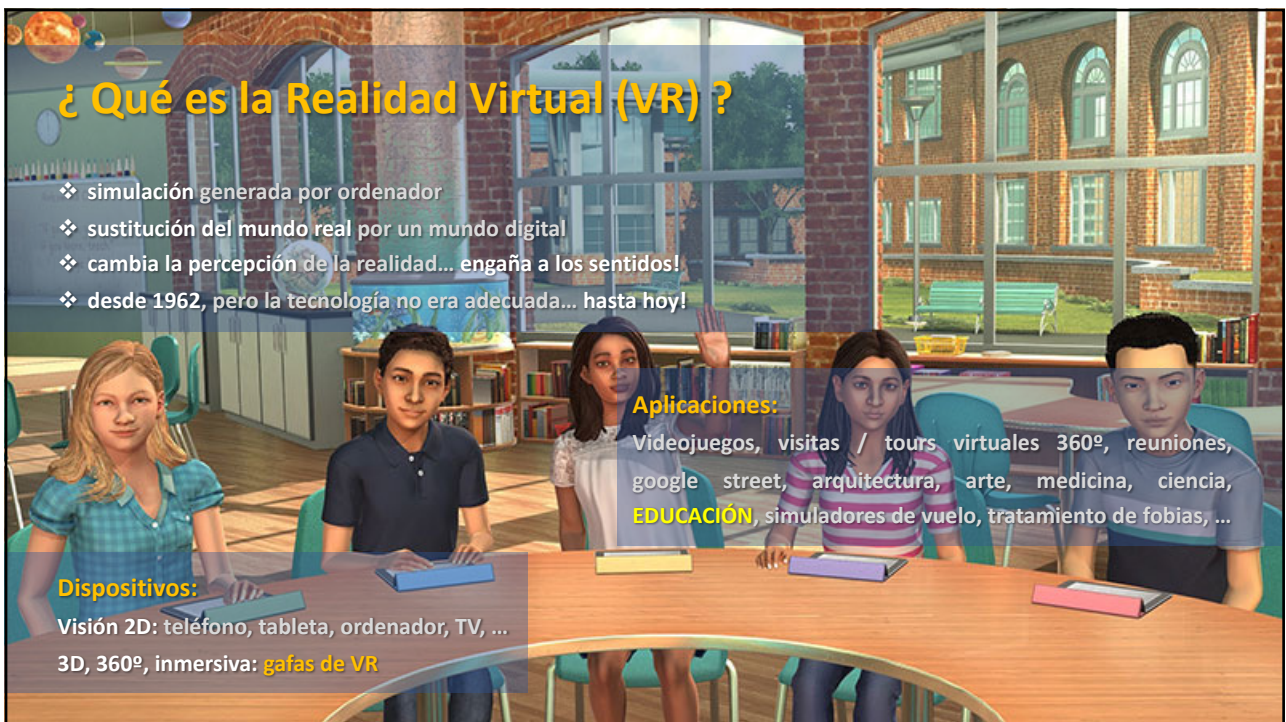 ¿ Qué es la Realidad Virtual (VR) ?
❖ simulación generada por ordenador
❖ sustitución del mundo real por un mundo digital
❖ cambia la percepción de la realidad... engaña a los sentidos!
❖ desde 1962, pero la tecnología no era adecuada... hasta hoy!
Aplicaciones:
Videojuegos, visitas / tours virtuales 360º, reuniones,
google street, arquitectura, arte, medicina, ciencia,
EDUCACIÓN, simuladores de vuelo, tratamiento de fobias, ...
Dispositivos:
Visión 2D: teléfono, tableta, ordenador, TV, ...
3D, 360º, inmersiva: gafas de VR